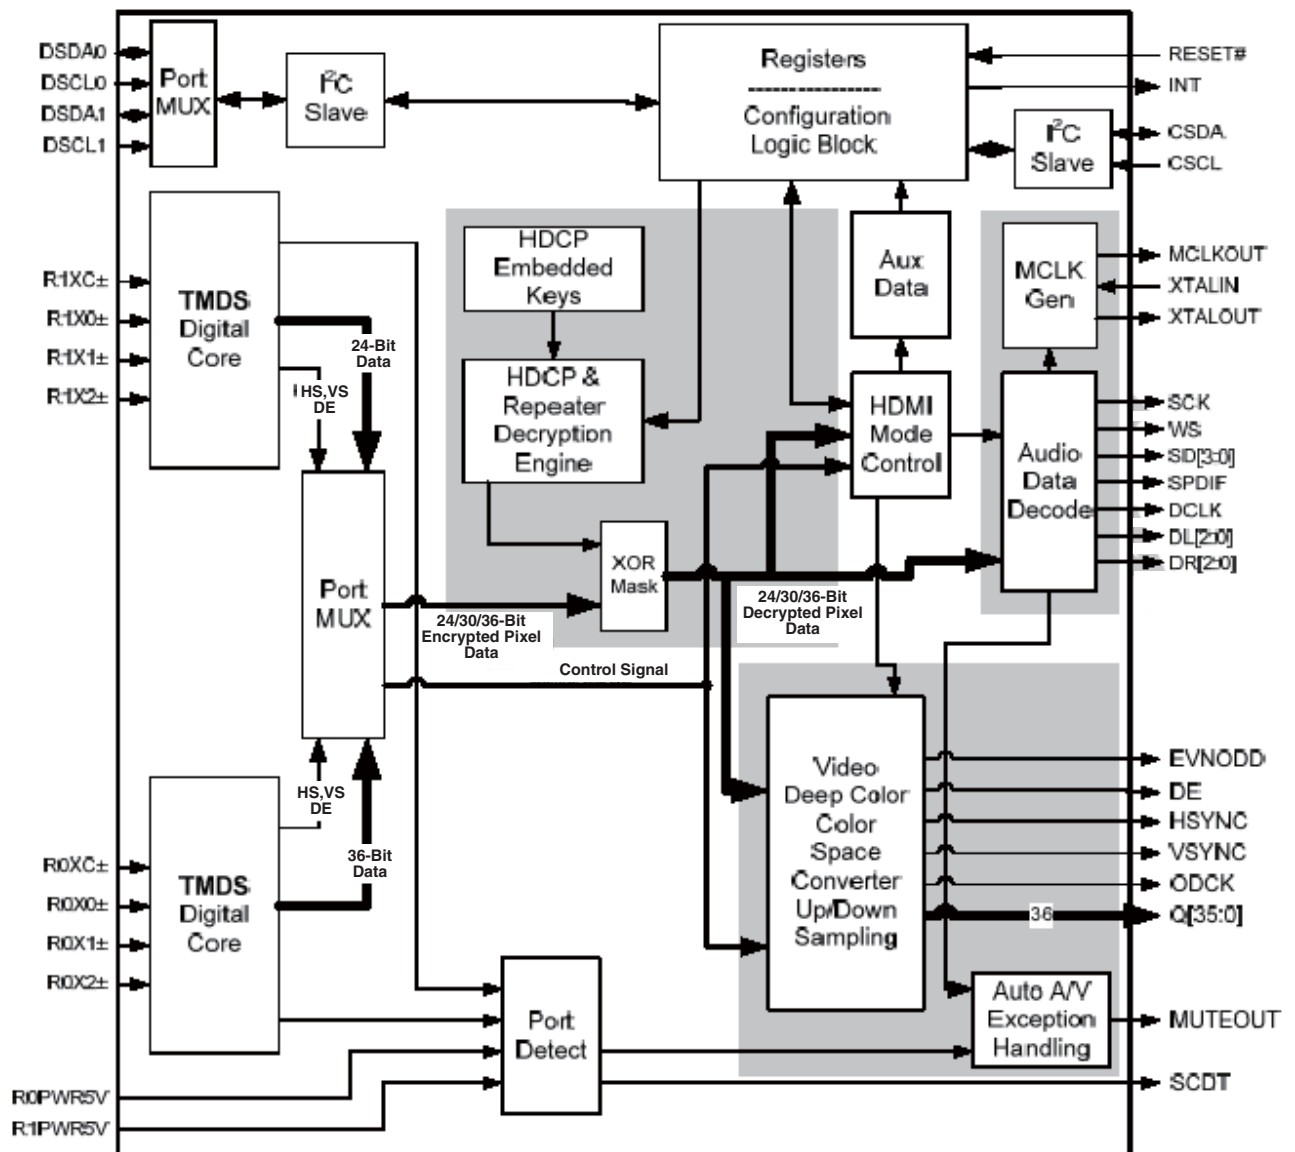 DSDA0
DSCL0
DSDA1
DSCL1
Port
MUX
I²C
Slave
Registers
--------------------
Configuration
Logic Block
RESET#
INT
I²C
Slave
CSDA
CSCL
R1XC±
R1X0±
R1X1±
R1X2±
TMDS
Digital
Core
24-Bit
Data
HS,VS
DE
HDCP
Embedded
Keys
HDCP &
Repeater
Decryption
Engine
XOR
Mask
Aux
Data
HDMI
Mode
Control
MCLK
Gen
MCLKOUT
XTALIN
XTALOUT
Audio
Data
Decode
SCK
WS
SD[3:0]
SPDIF
DCLK
DL[2:0]
DR[2:0]
Port
MUX
24/30/36-Bit
Encrypted Pixel
Data
24/30/36-Bit
Decrypted Pixel
Data
Control Signal
R0XC±
R0X0±
R0X1±
R0X2±
TMDS
Digital
Core
HS,VS
DE
36-Bit
Data
Video
Deep Color
Color
Space
Converter
Up/Down
Sampling
EVNODD
DE
HSYNC
VSYNC
ODCK
36
Q[35:0]
Port
Detect
Auto A/V
Exception
Handling
MUTEOUT
SCDT
R0PWR5V
R1PWR5V